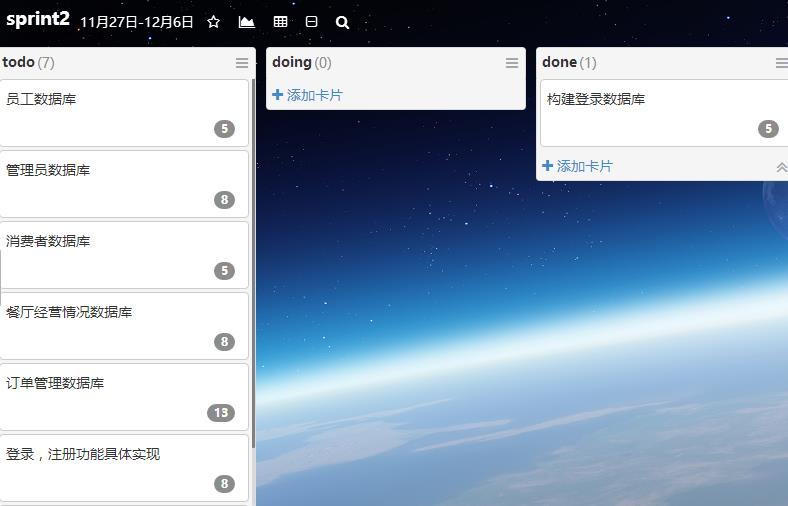 sprint2 11月27日-12月6日
todo (7)
员工数据库
5
管理员数据库
8
消费者数据库
5
餐厅经营情况数据库
8
订单管理数据库
13
登录，注册功能具体实现
8
doing (0)
添加卡片
done (1)
构建登录数据库
5
添加卡片